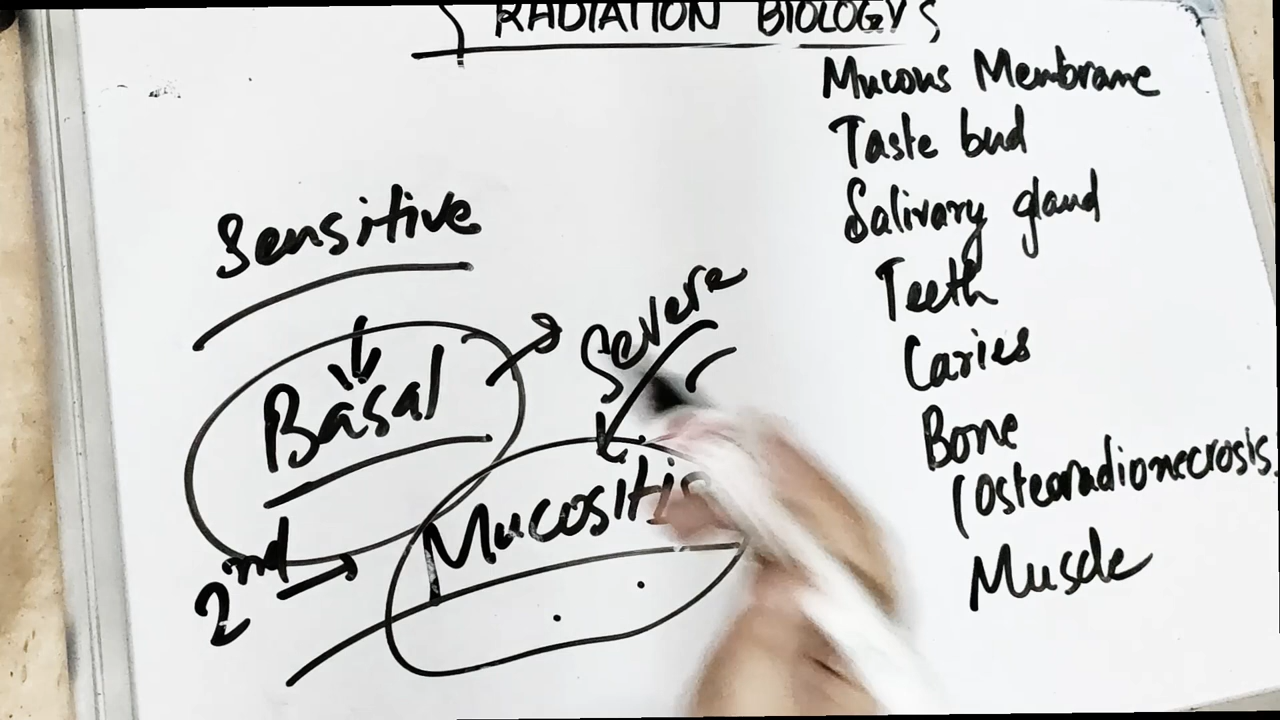 RADIATION BIOLOGY
Mucous Membrane
Taste bud
Salivary gland
Teeth
Caries
Bone
(osteoradionecrosis
Muscle
Sensitive
Basal
Severe
2nd
Mucositis